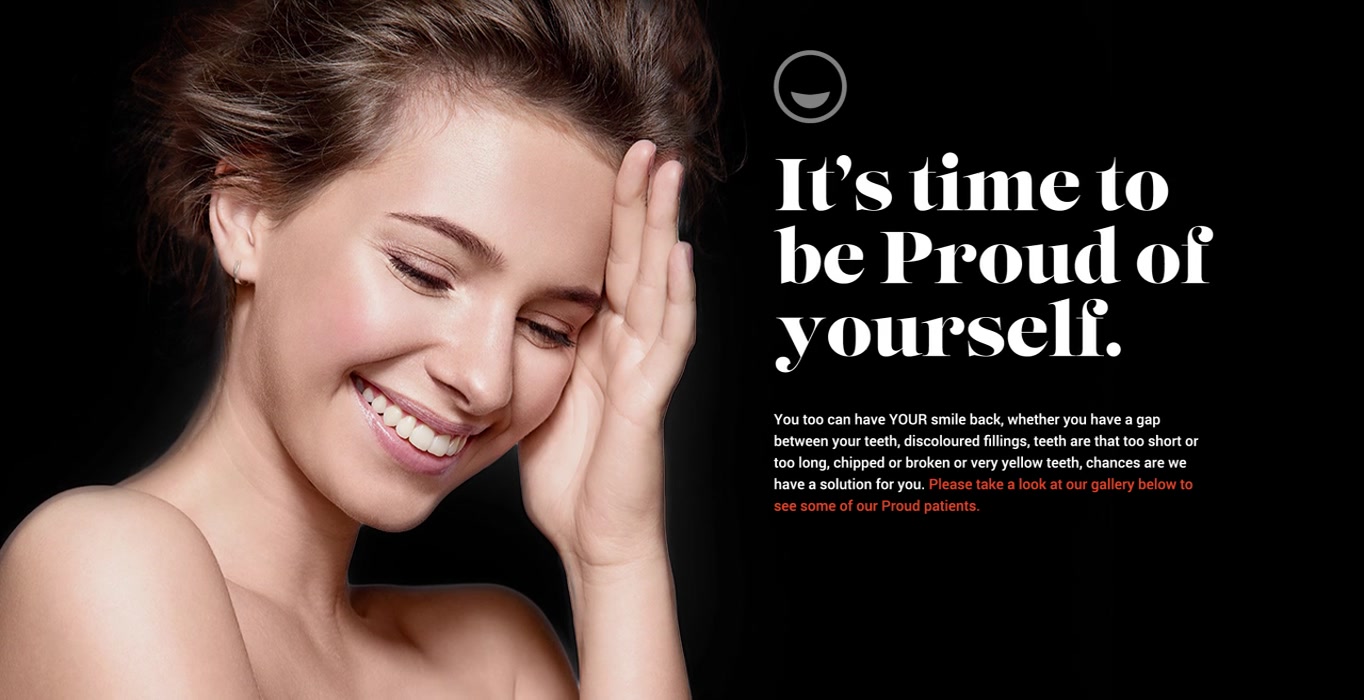 It's time to
be Proud of
yourself.
You too can have YOUR smile back, whether you have a gap
between your teeth, discoloured fillings, teeth are that too short or
too long, chipped or broken or very yellow teeth, chances are we
have a solution for you. Please take a look at our gallery below to
see some of our Proud patients.